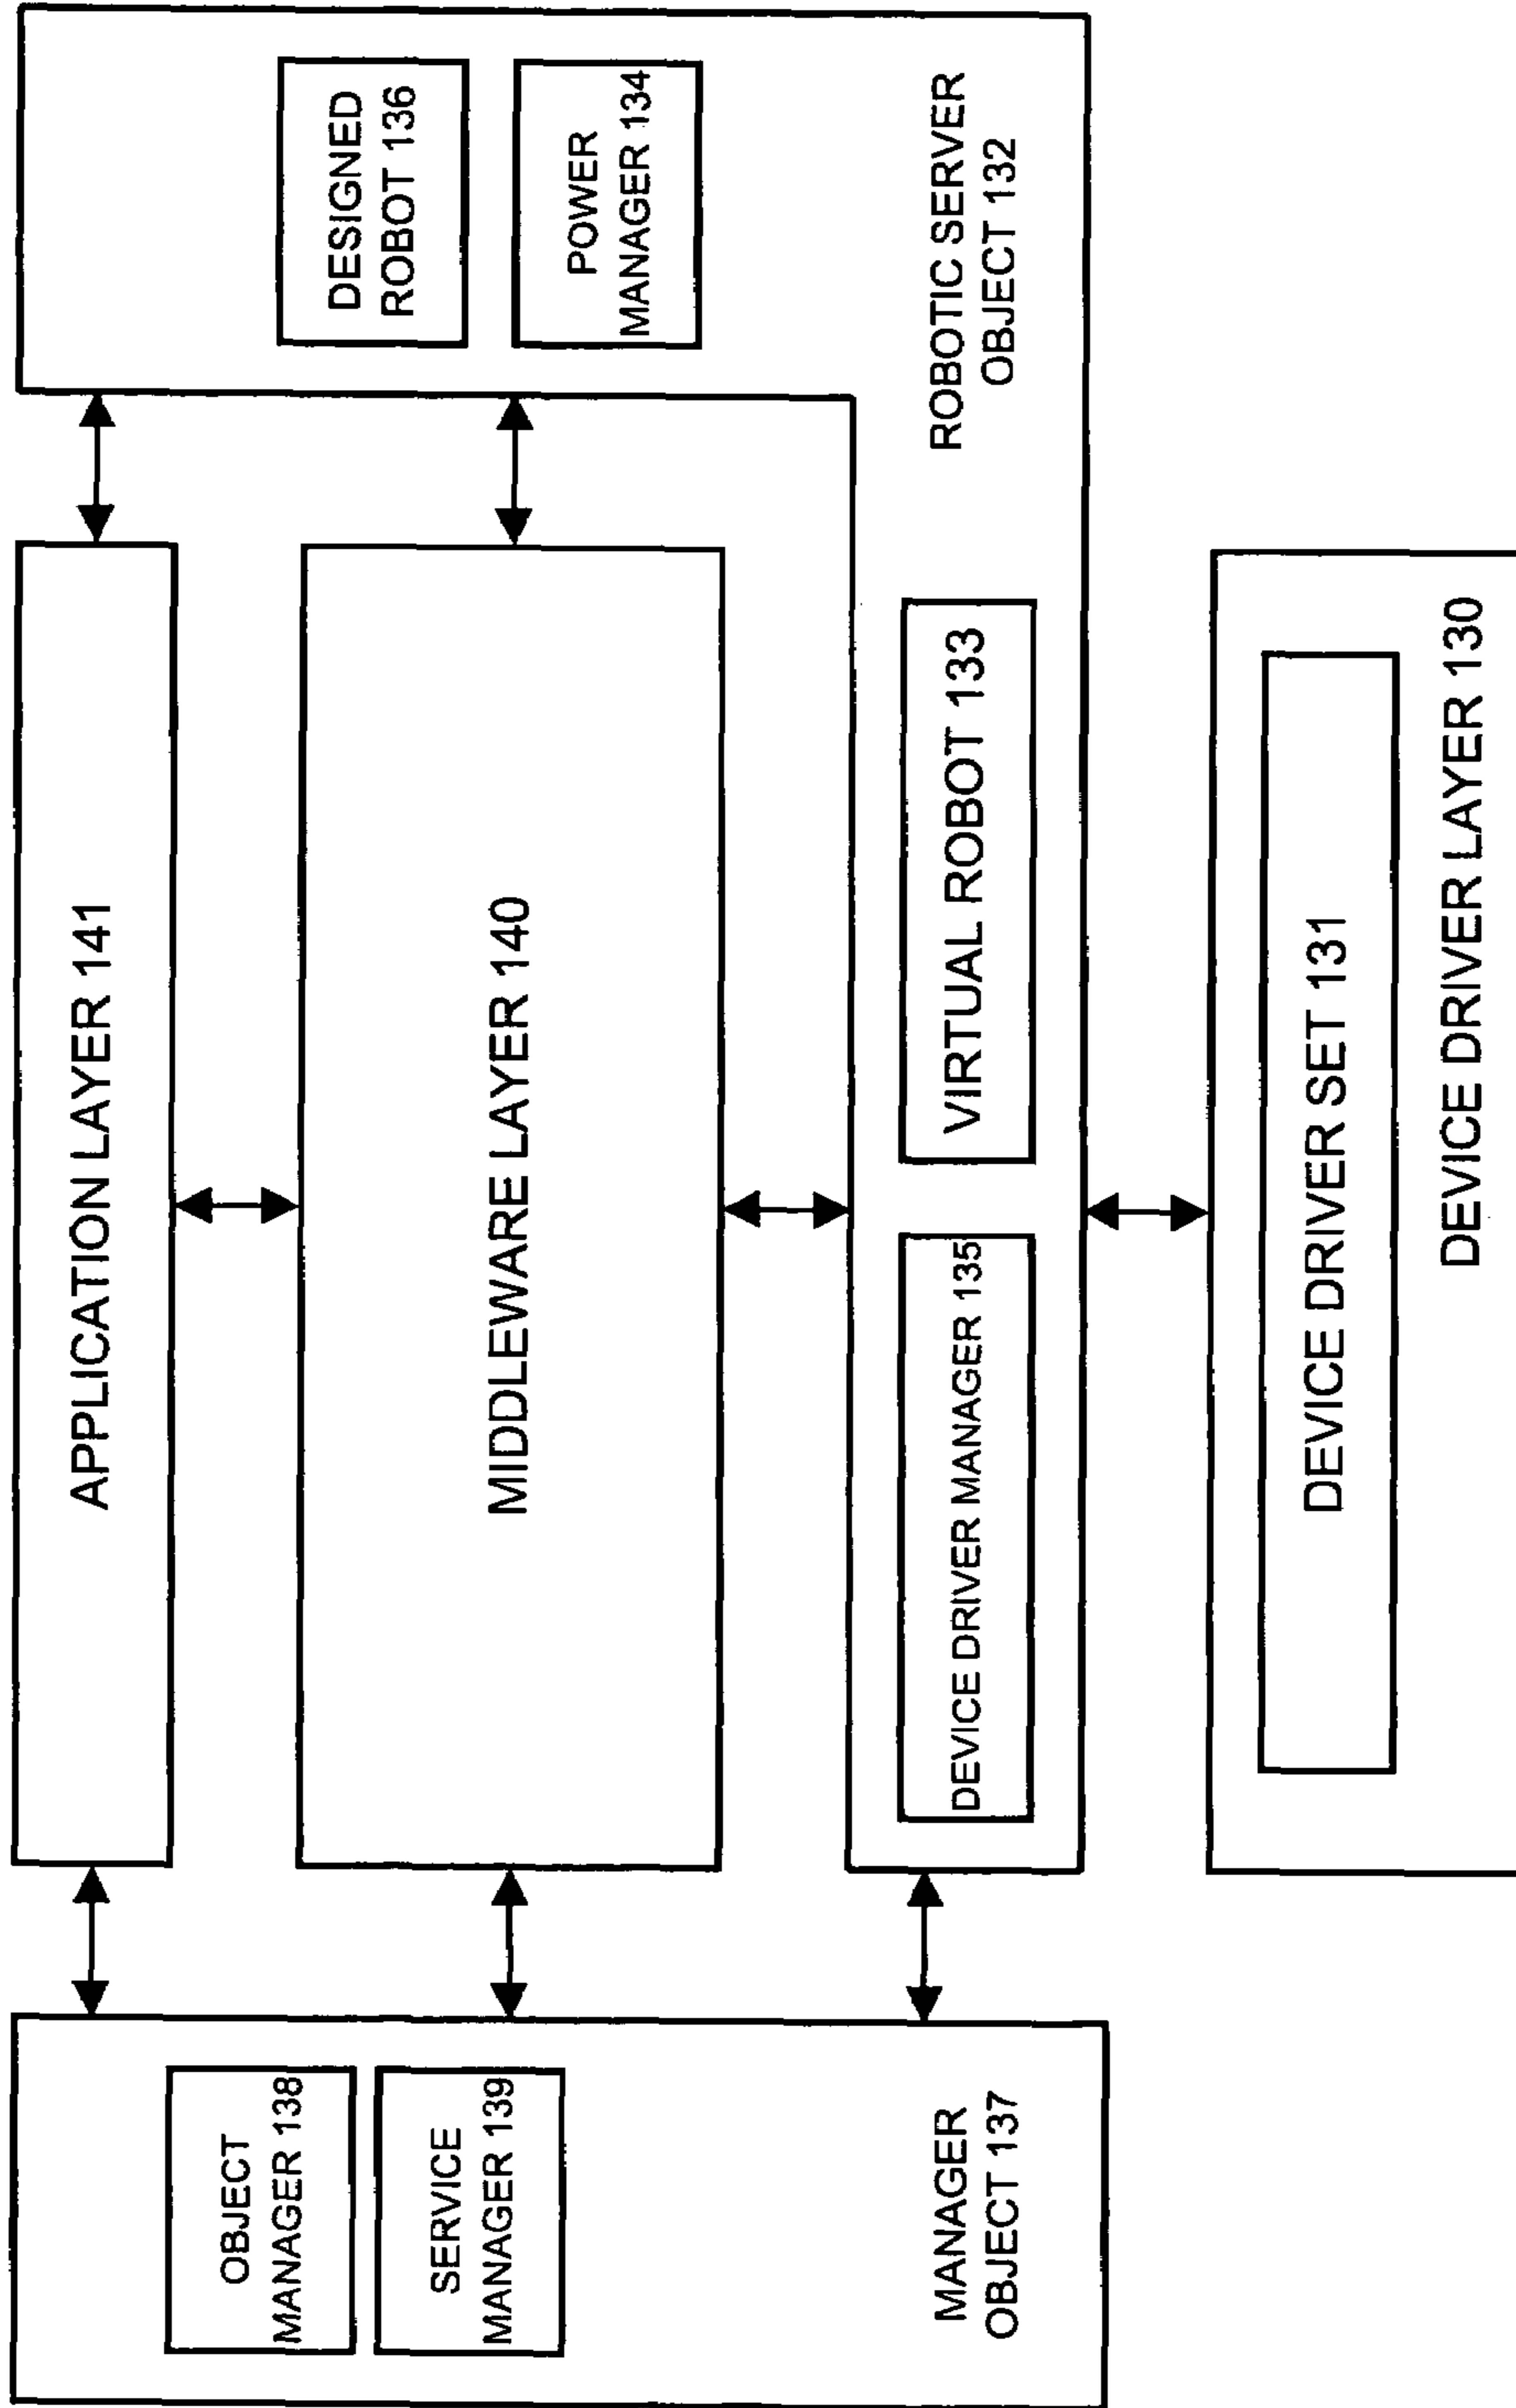 APPLICATION LAYER 141
OBJECT
MANAGER 138
SERVICE
MANAGER 139
MANAGER
OBJECT 137
MIDDLEWARE LAYER 140
DESIGNED
ROBOT 136
POWER
MANAGER 134
DEVICE DRIVER MANAGER 135
VIRTUAL ROBOT 133
ROBOTIC SERVER
OBJECT 132
DEVICE DRIVER SET 131
DEVICE DRIVER LAYER 130